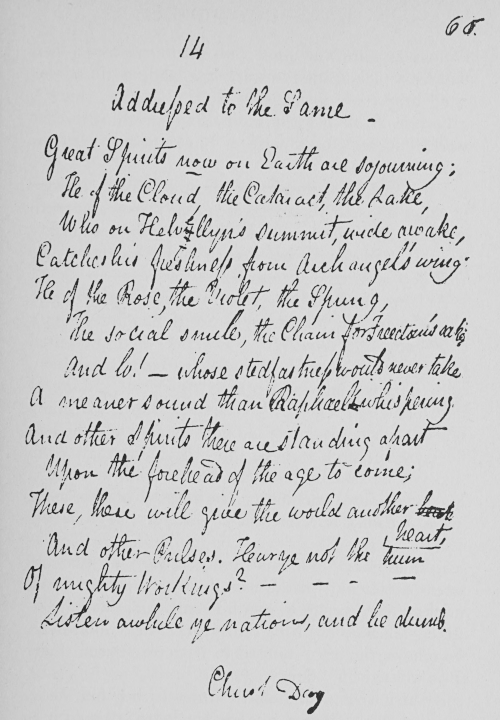 68.
14
Addressed to the Same -
Great Spirits now on Earth are sojourning;
He of the Cloud, the Cataract, the Lake,
Who on Helvellyn's summit, wide awake,
Catches his freshness from Archangel's wing:
He of the Rose, the Violet, the Spring,
The social smile, the Chain for Freedom's sake;
And lo! — whose stedfastness would never take
A meaner sound than Raphael's whispering.
And other Spirits there are standing apart
Upon the forehead of the age to come;
These, these will give the world another
heart,
And other Pulses. Hear ye not the hum
Of mighty Workings? — — — —
Listen awhile ye nations, and be dumb.
Christ Day